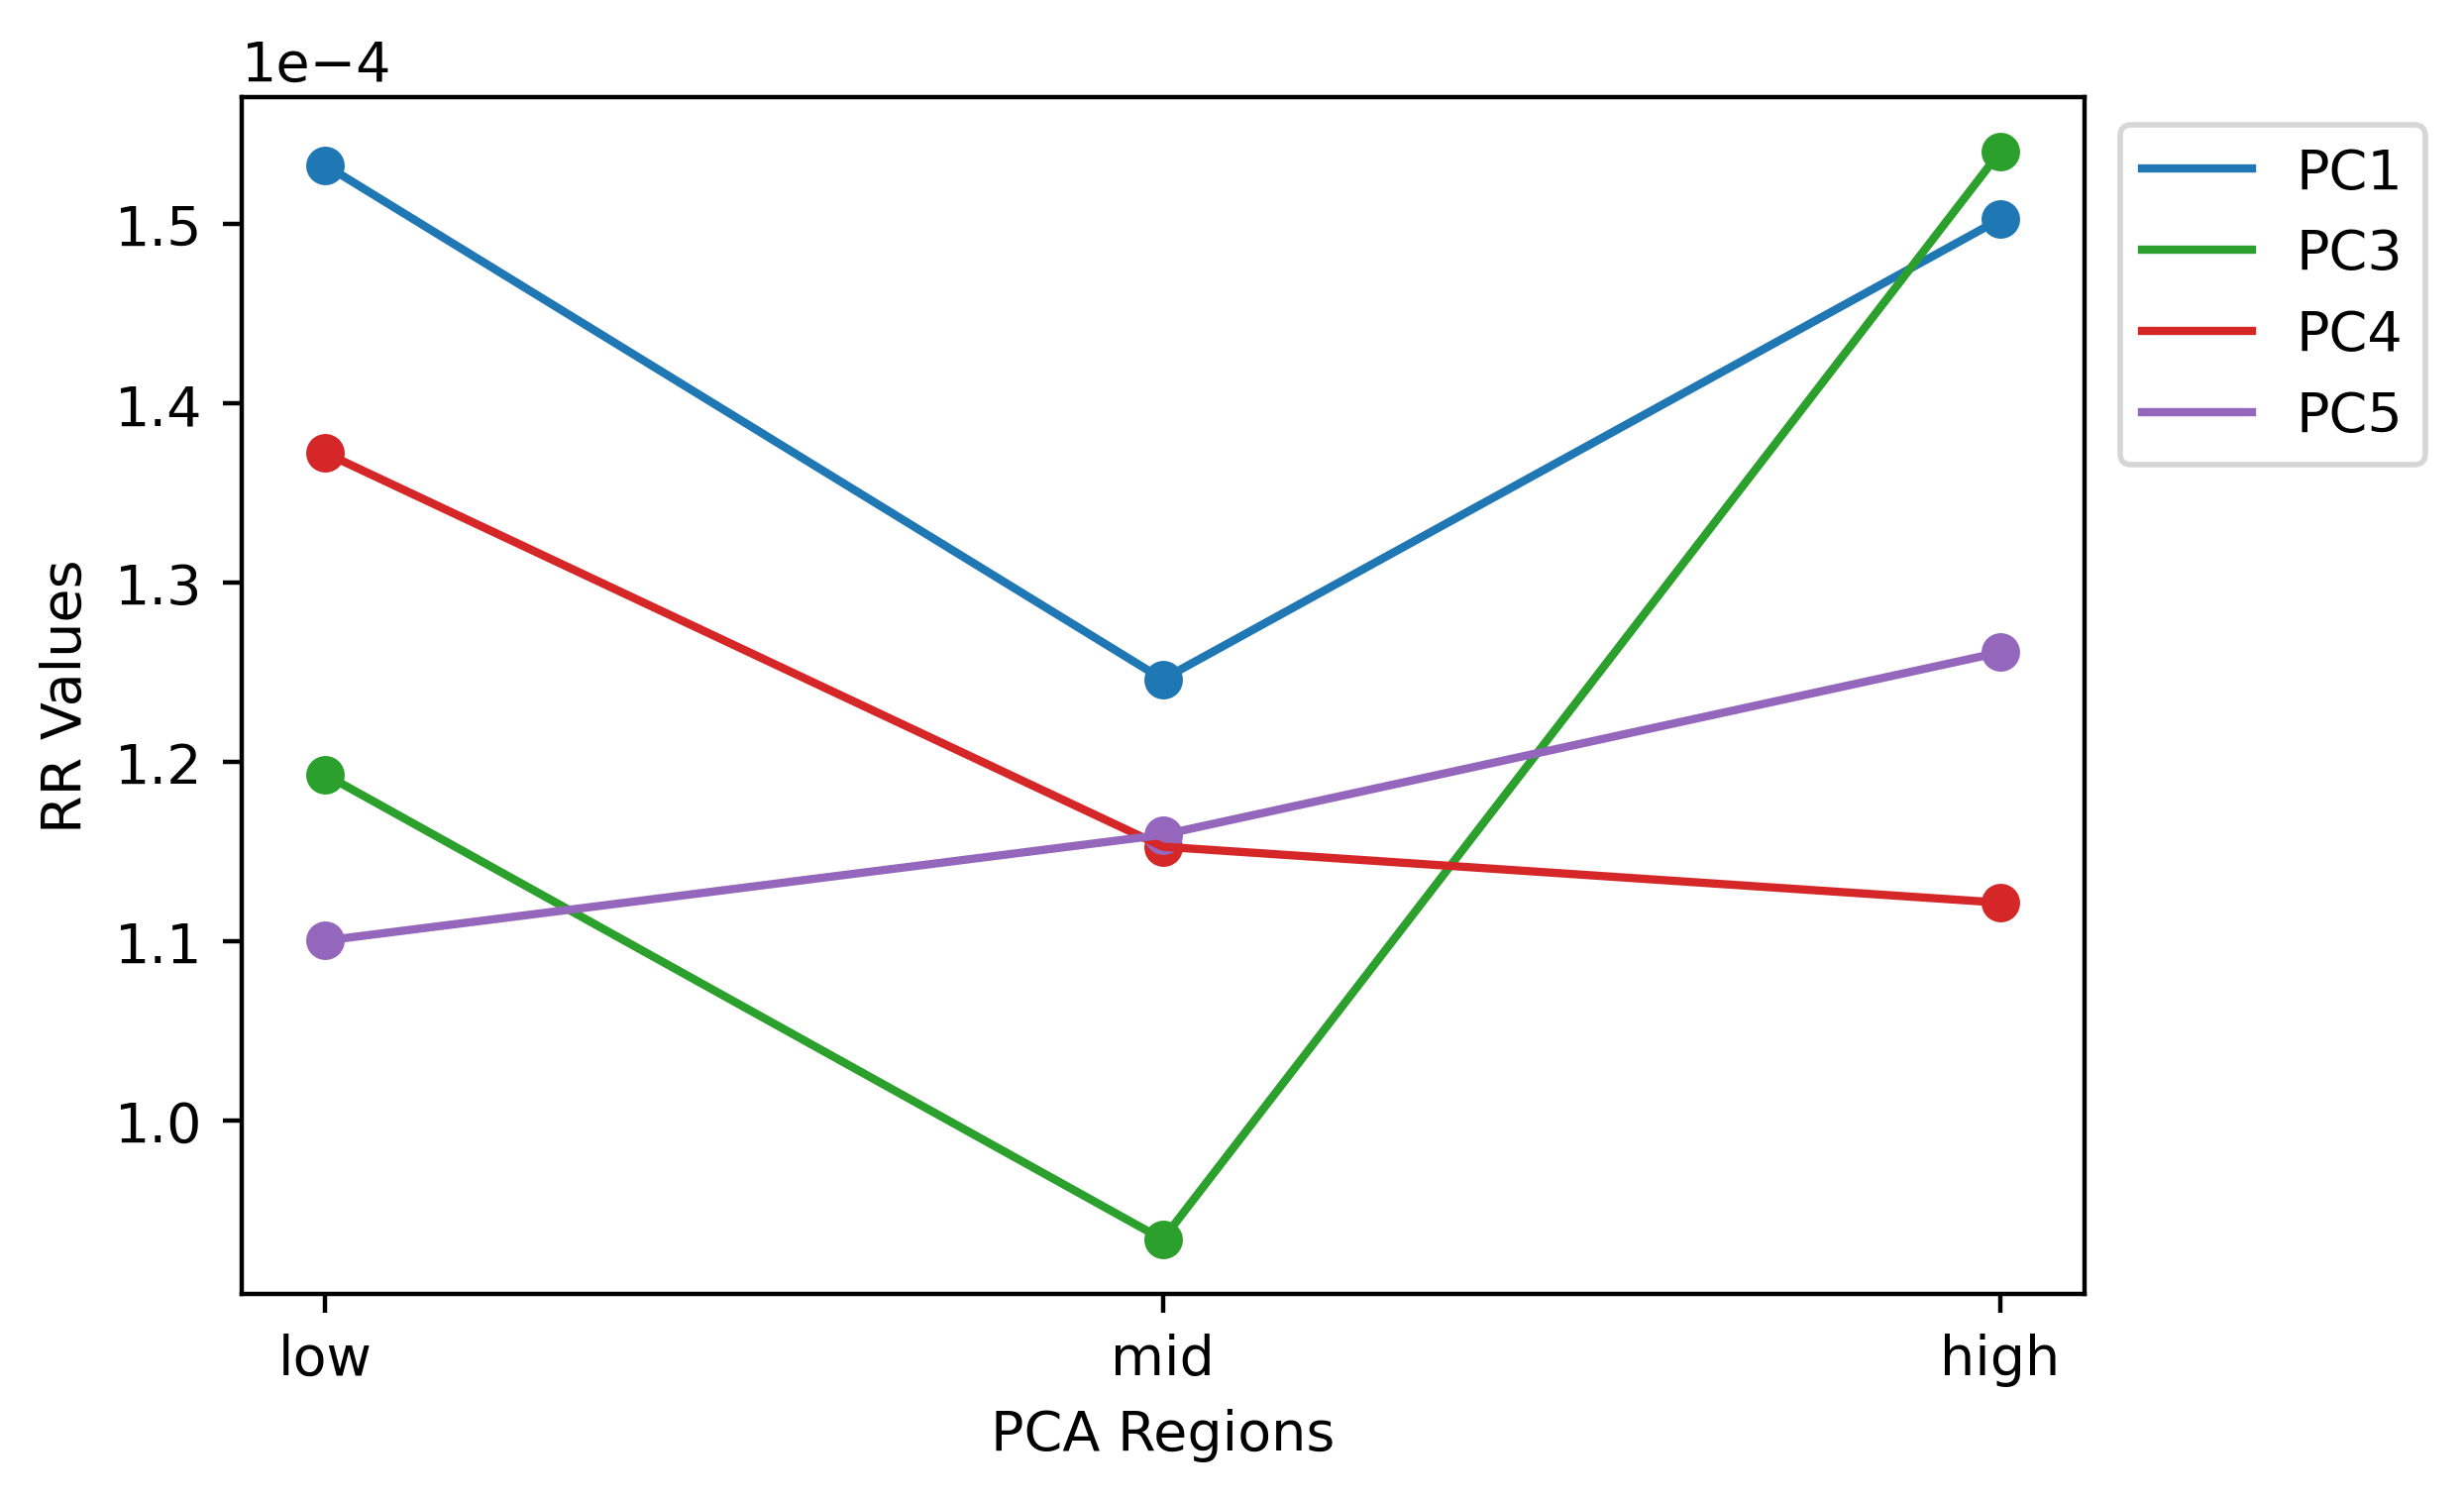 1e−4
1.5
1.4
1.3
1.2
1.1
1.0
RR Values
low
mid
high
PCA Regions
PC1
PC3
PC4
PC5